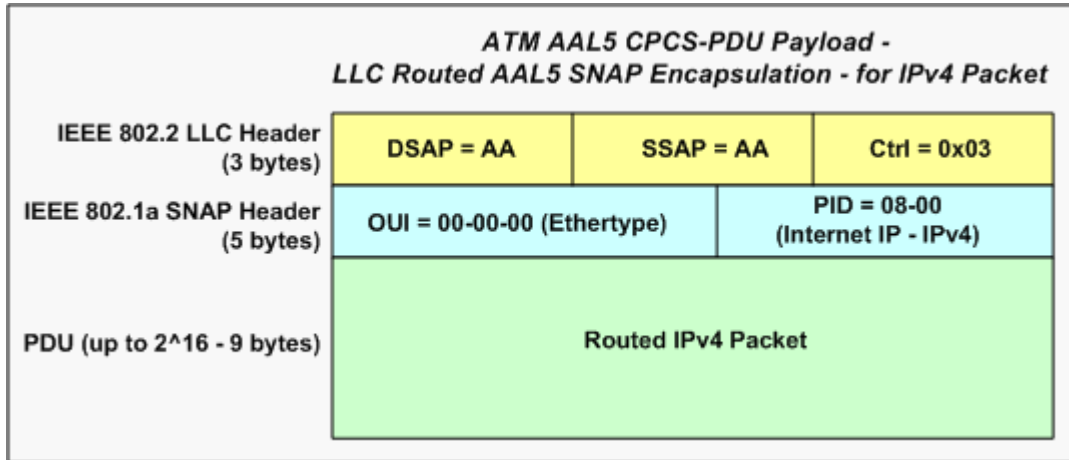 ATM AAL5 CPCS-PDU Payload -
LLC Routed AAL5 SNAP Encapsulation - for IPv4 Packet
IEEE 802.2 LLC Header
(3 bytes)
DSAP = AA
SSAP = AA
Ctrl = 0x03
IEEE 802.1a SNAP Header
(5 bytes)
OUI = 00-00-00 (Ethertype)
PID = 08-00
(Internet IP - IPv4)
PDU (up to 2^16 - 9 bytes)
Routed IPv4 Packet